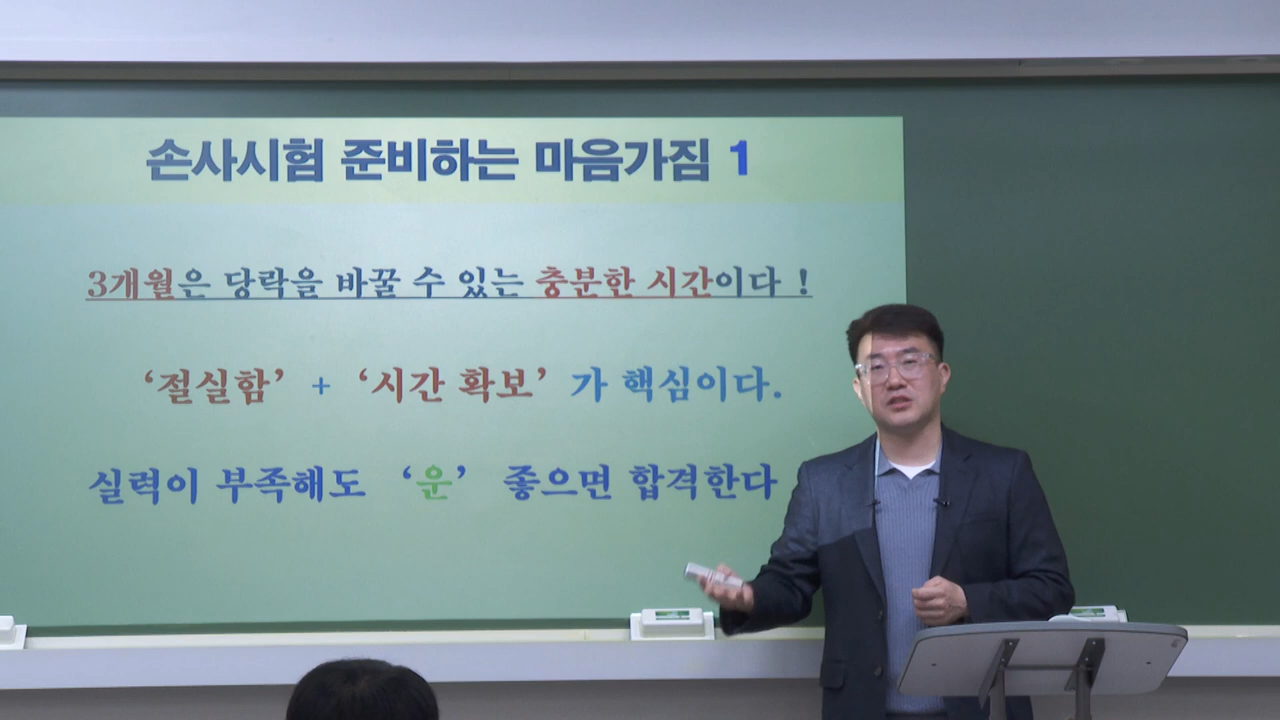 손사시험 준비하는 마음가짐 1
3개월은 당락을 바꿀 수 있는 충분한 시간이다 !
‘절실함’ + ‘시간 확보’ 가 핵심이다.
실력이 부족해도 ‘운’ 좋으면 합격한다